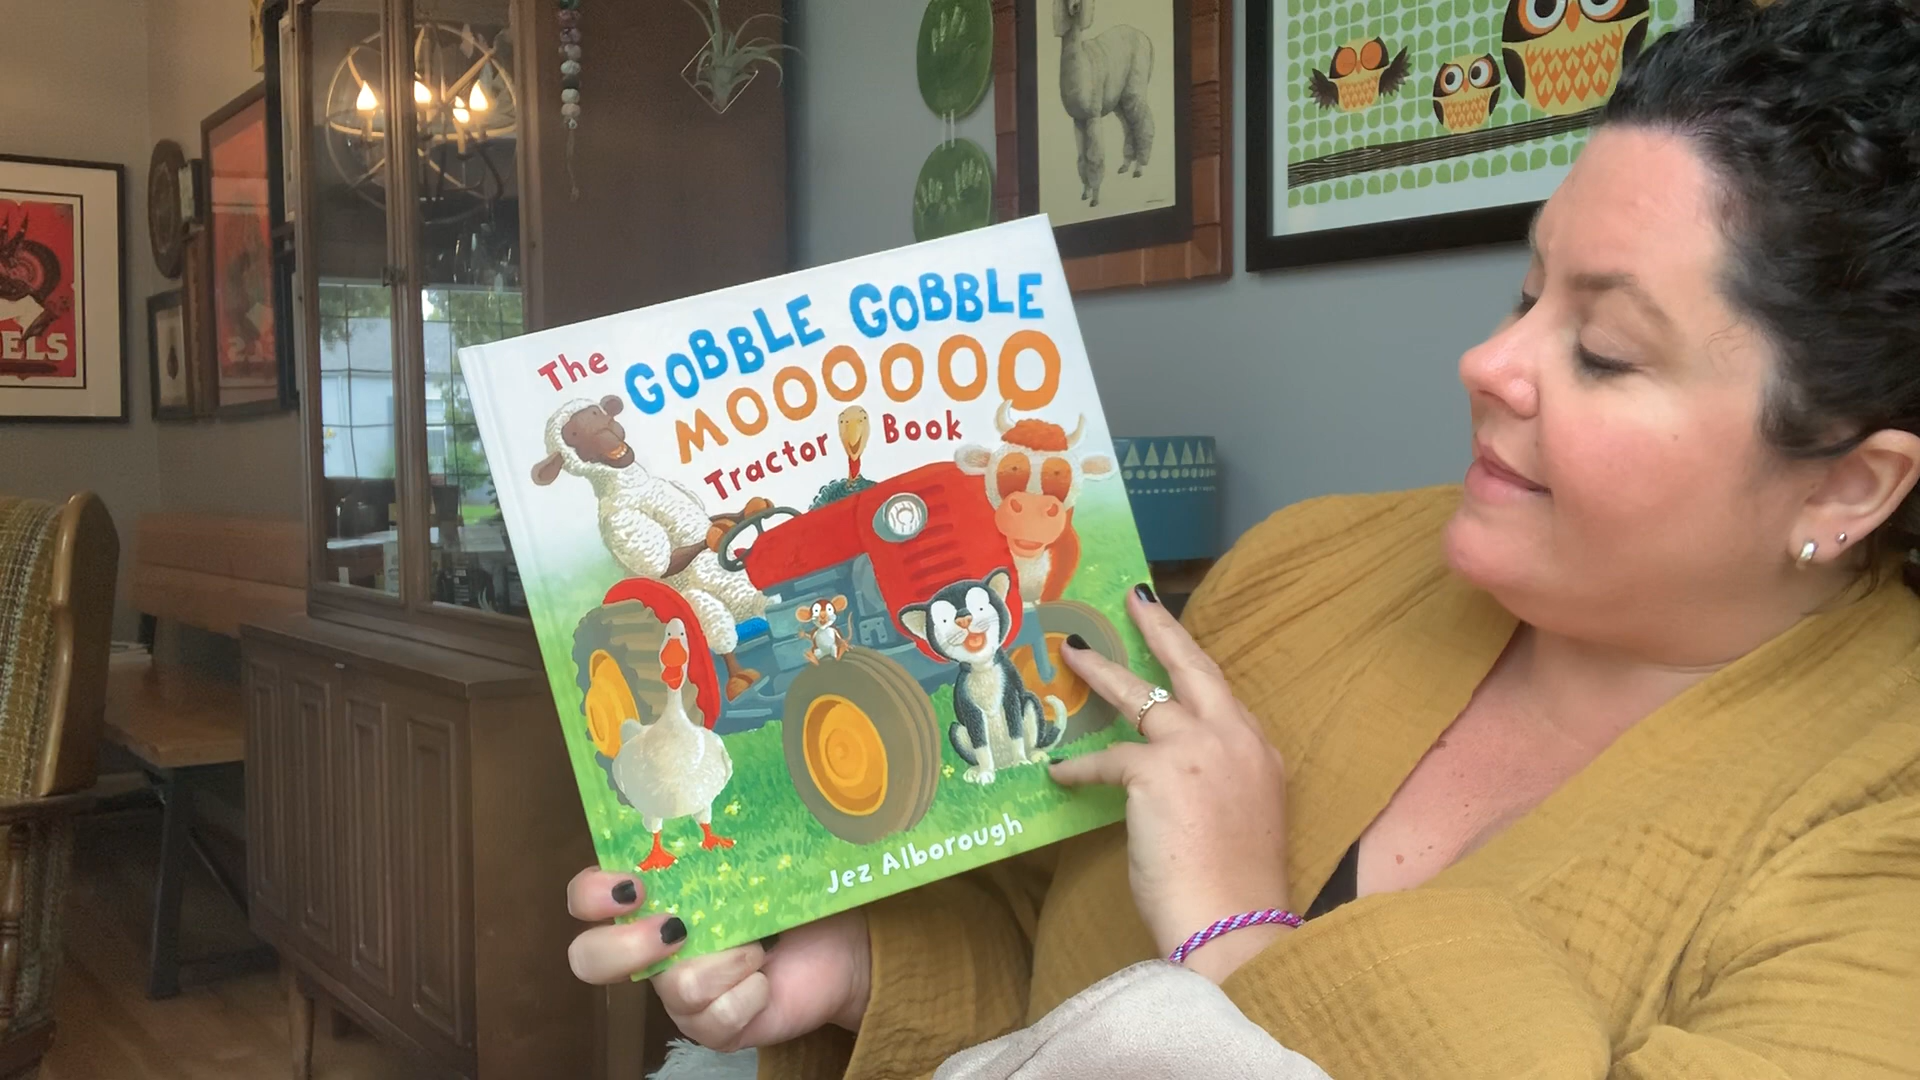 The GOBBLE GOBBLE
MOOOOOO
Tractor Book
Jez Alborough
ELS